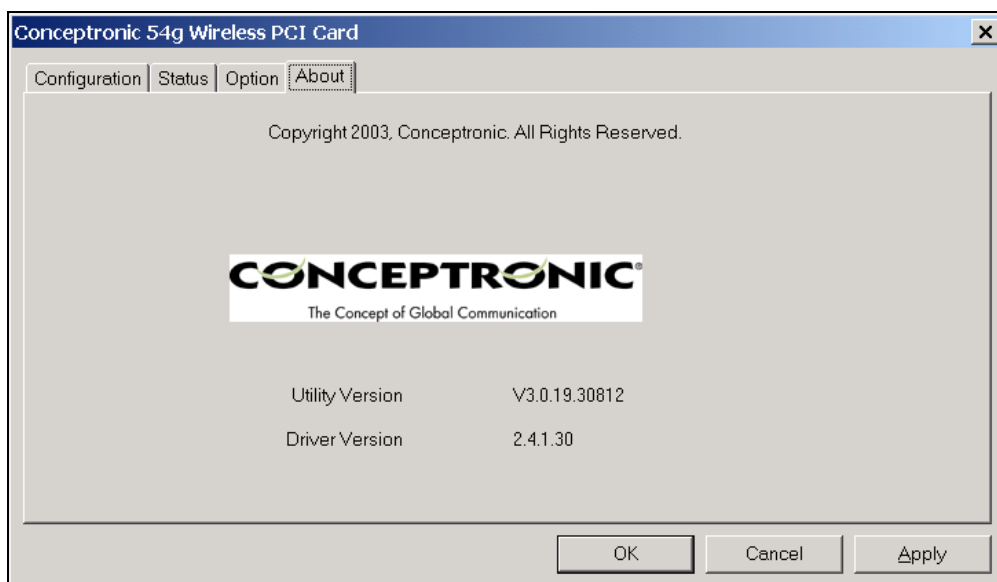 Conceptronic 54g Wireless PCI Card
Configuration Status Option About
Copyright 2003, Conceptronic. All Rights Reserved.
CONCEPTRONIC®
The Concept of Global Communication
Utility Version V3.0.19.30812
Driver Version 2.4.1.30
OK Cancel Apply